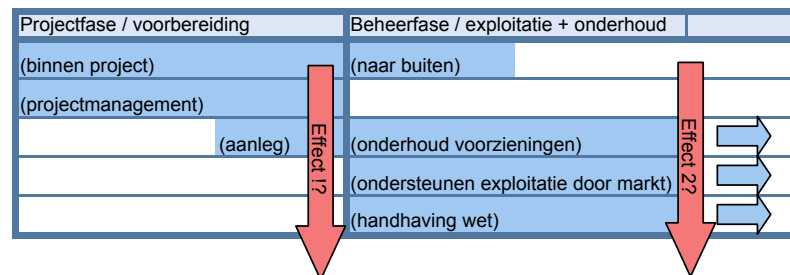 Projectfase / voorbereiding
Beheerfase / exploitatie + onderhoud
(binnen project)
(naar buiten)
(projectmanagement)
(aanleg)
(onderhoud voorzieningen)
(ondersteunen exploitatie door markt)
(handhaving wet)
Effect !?
Effect 2?